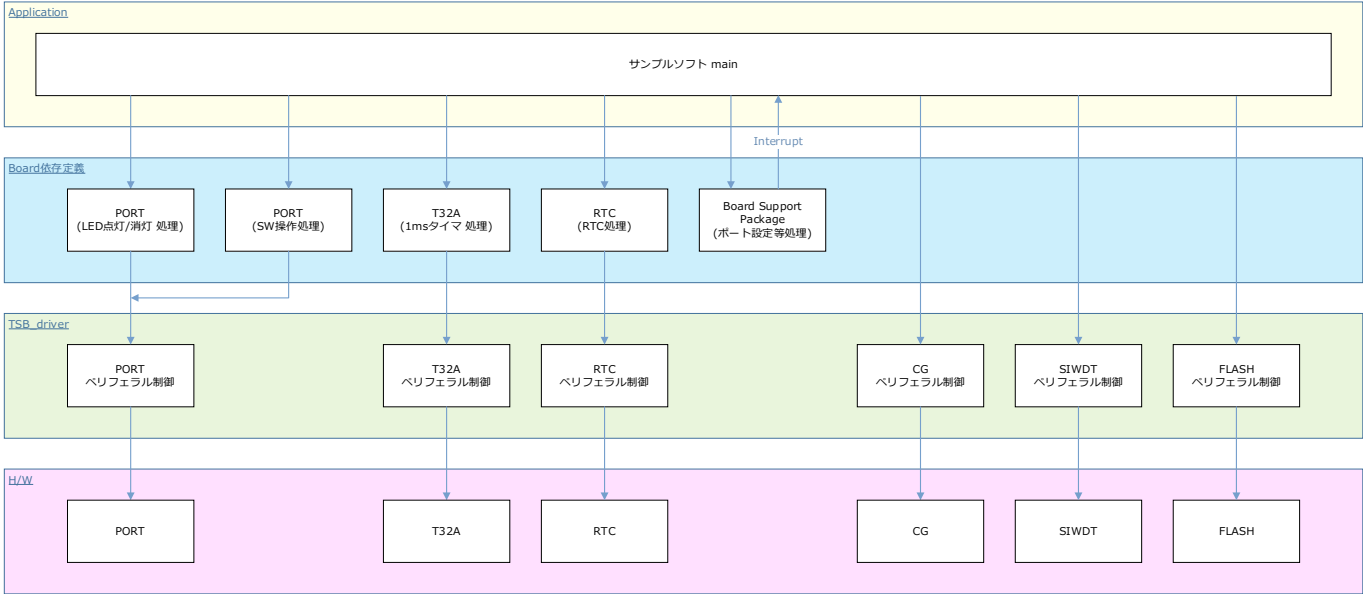 Application
サンプルソフト main
Interrupt
Board依存定義
PORT
(LED点灯/消灯 処理)
PORT
(SW操作処理)
T32A
(1msタイマ 処理)
RTC
(RTC処理)
Board Support
Package
(ポート設定等処理)
TSB_driver
PORT
ペリフェラル制御
T32A
ペリフェラル制御
RTC
ペリフェラル制御
CG
ペリフェラル制御
SIWDT
ペリフェラル制御
FLASH
ペリフェラル制御
H/W
PORT
T32A
RTC
CG
SIWDT
FLASH